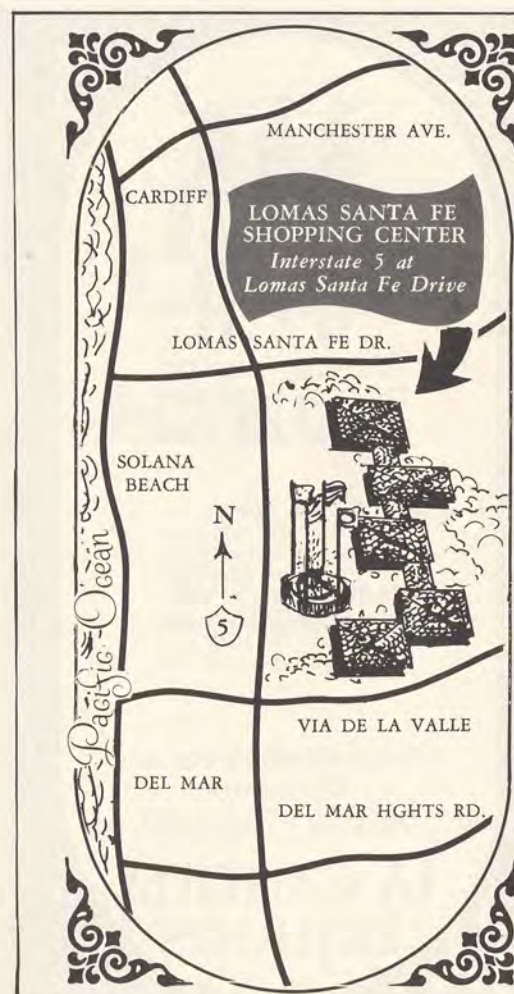 MANCHESTER AVE.
CARDIFF
LOMAS SANTA FE
SHOPPING CENTER
Interstate 5 at
Lomas Santa Fe Drive
LOMAS SANTA FE DR.
SOLANA
BEACH
N
5
Pacific Ocean
VIA DE LA VALLE
DEL MAR
DEL MAR HGHTS RD.